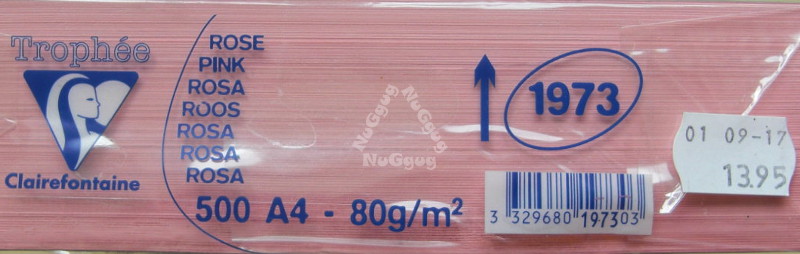 Trophée
Clairefontaine
ROSE
PINK
ROSA
ROOS
ROSA
ROSA
ROSA
500 A4 - 80g/m²
1973
3 329680 197303
01 09-17
13.95
NuGgug
NuGgug
NuGgug